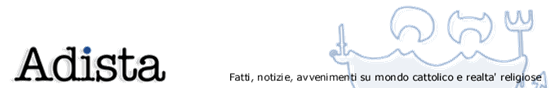 Adista
Fatti, notizie, avvenimenti su mondo cattolico e realta' religiose